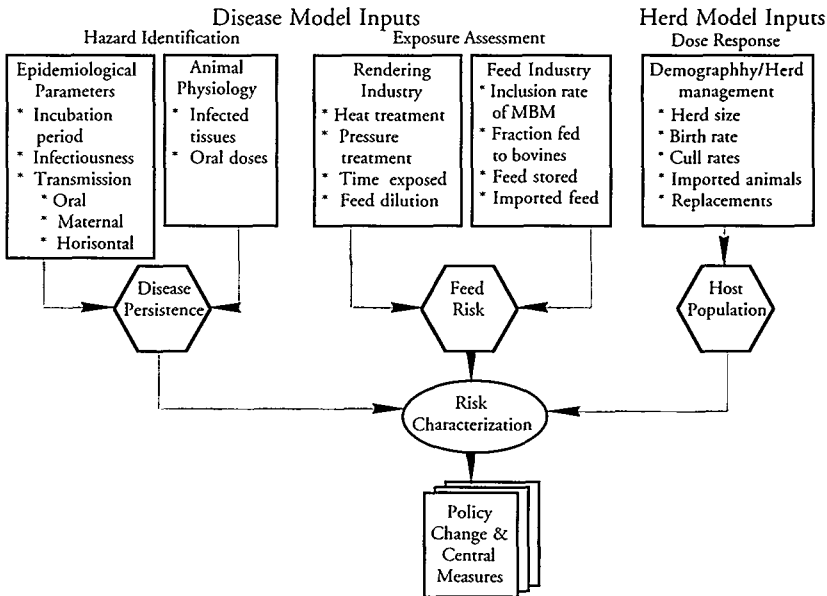 Disease Model Inputs
Herd Model Inputs
Hazard Identification
Exposure Assessment
Dose Response
Epidemiological
Parameters
* Incubation
period
* Infectiousness
* Transmission
* Oral
* Maternal
* Horisontal
Animal
Physiology
* Infected
tissues
* Oral doses
Rendering
Industry
* Heat treatment
* Pressure
treatment
* Time exposed
* Feed dilution
Feed Industry
* Inclusion rate
of MBM
* Fraction fed
to bovines
* Feed stored
* Imported feed
Demographhy/Herd
management
* Herd size
* Birth rate
* Cull rates
* Imported animals
* Replacements
Disease
Persistence
Feed
Risk
Host
Population
Risk
Characterization
Policy
Change &
Central
Measures